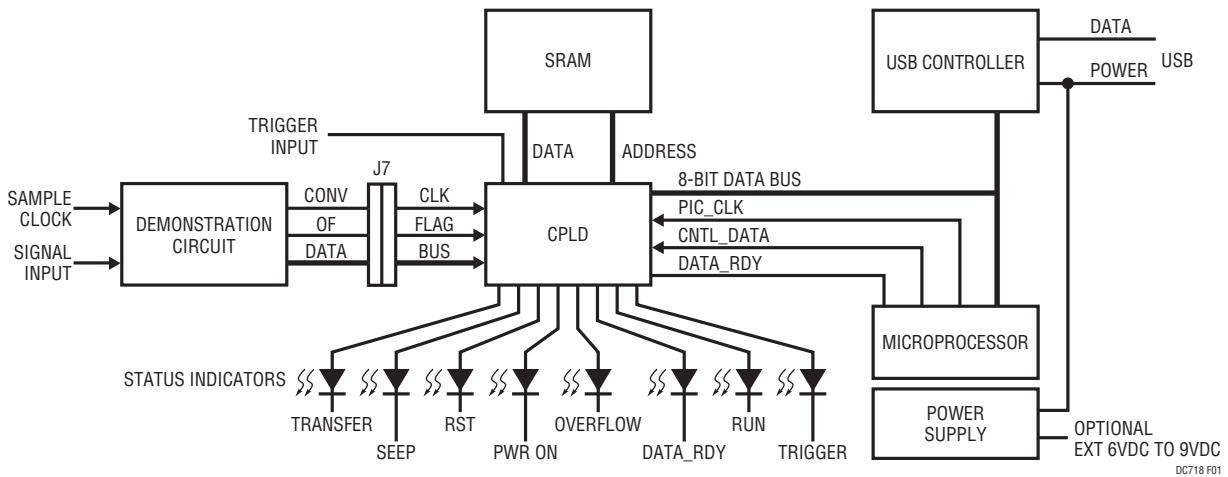 SRAM
USB CONTROLLER
DATA
POWER
USB
TRIGGER
INPUT
DATA
ADDRESS
J7
SAMPLE
CLOCK
SIGNAL
INPUT
DEMONSTRATION
CIRCUIT
CONV
OF
DATA
CLK
FLAG
BUS
CPLD
8-BIT DATA BUS
PIC_CLK
CNTL_DATA
DATA_RDY
MICROPROCESSOR
POWER
SUPPLY
OPTIONAL
EXT 6VDC TO 9VDC
STATUS INDICATORS
TRANSFER
SEEP
RST
PWR ON
OVERFLOW
DATA_RDY
RUN
TRIGGER
DC718 F01